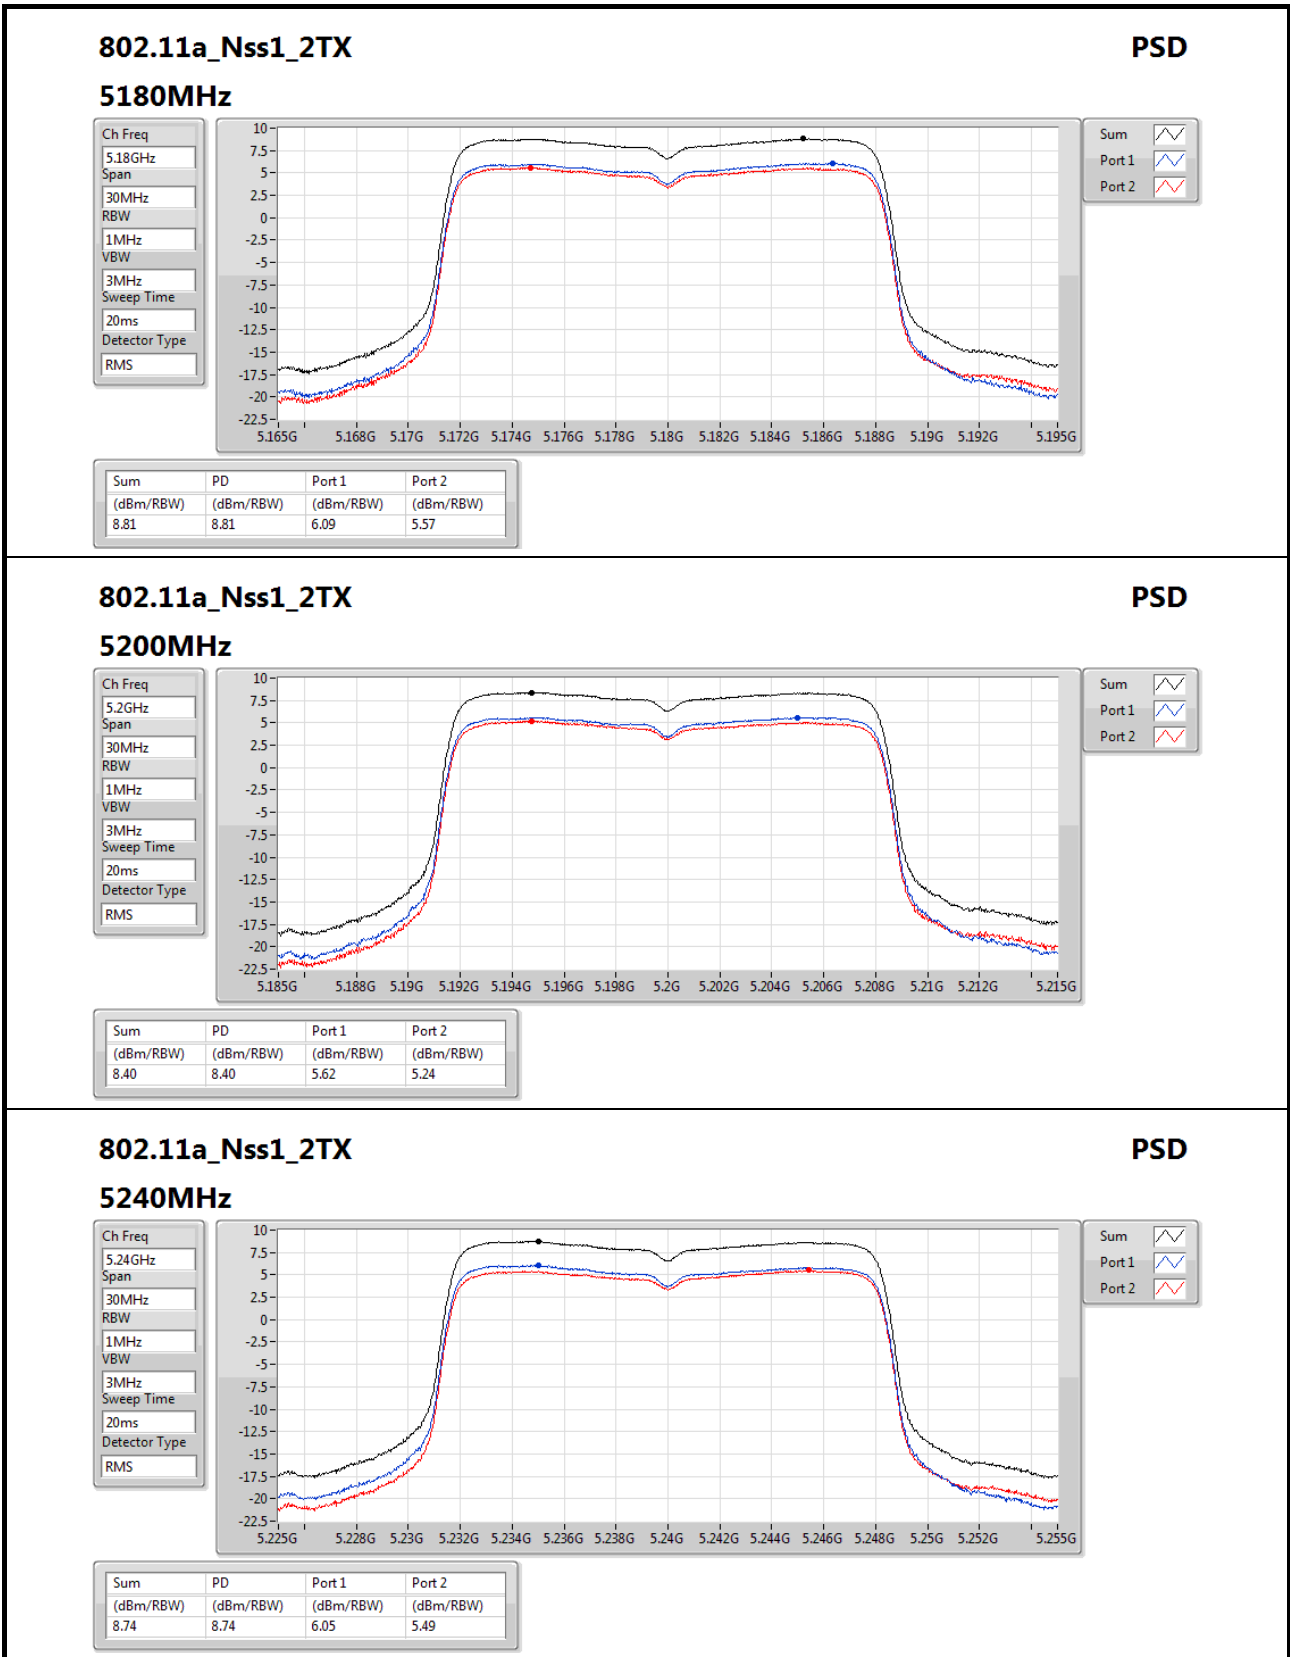 802.11a_Nss1_2TX PSD
5180MHz
Ch Freq
5.18GHz
Span
30MHz
RBW
1MHz
VBW
3MHz
Sweep Time
20ms
Detector Type
RMS
10
7.5
5
2.5
0
-2.5
-5
-7.5
-10
-12.5
-15
-17.5
-20
-22.5
5.165G 5.168G 5.17G 5.172G 5.174G 5.176G 5.178G 5.18G 5.182G 5.184G 5.186G 5.188G 5.19G 5.192G 5.195G
Sum
Port 1
Port 2
Sum PD Port 1 Port 2
(dBm/RBW) (dBm/RBW) (dBm/RBW) (dBm/RBW)
8.81 8.81 6.09 5.57
802.11a_Nss1_2TX PSD
5200MHz
Ch Freq
5.2GHz
Span
30MHz
RBW
1MHz
VBW
3MHz
Sweep Time
20ms
Detector Type
RMS
10
7.5
5
2.5
0
-2.5
-5
-7.5
-10
-12.5
-15
-17.5
-20
-22.5
5.185G 5.188G 5.19G 5.192G 5.194G 5.196G 5.198G 5.2G 5.202G 5.204G 5.206G 5.208G 5.21G 5.212G 5.215G
Sum
Port 1
Port 2
Sum PD Port 1 Port 2
(dBm/RBW) (dBm/RBW) (dBm/RBW) (dBm/RBW)
8.40 8.40 5.62 5.24
802.11a_Nss1_2TX PSD
5240MHz
Ch Freq
5.24GHz
Span
30MHz
RBW
1MHz
VBW
3MHz
Sweep Time
20ms
Detector Type
RMS
10
7.5
5
2.5
0
-2.5
-5
-7.5
-10
-12.5
-15
-17.5
-20
-22.5
5.225G 5.228G 5.23G 5.232G 5.234G 5.236G 5.238G 5.24G 5.242G 5.244G 5.246G 5.248G 5.25G 5.252G 5.255G
Sum
Port 1
Port 2
Sum PD Port 1 Port 2
(dBm/RBW) (dBm/RBW) (dBm/RBW) (dBm/RBW)
8.74 8.74 6.05 5.49